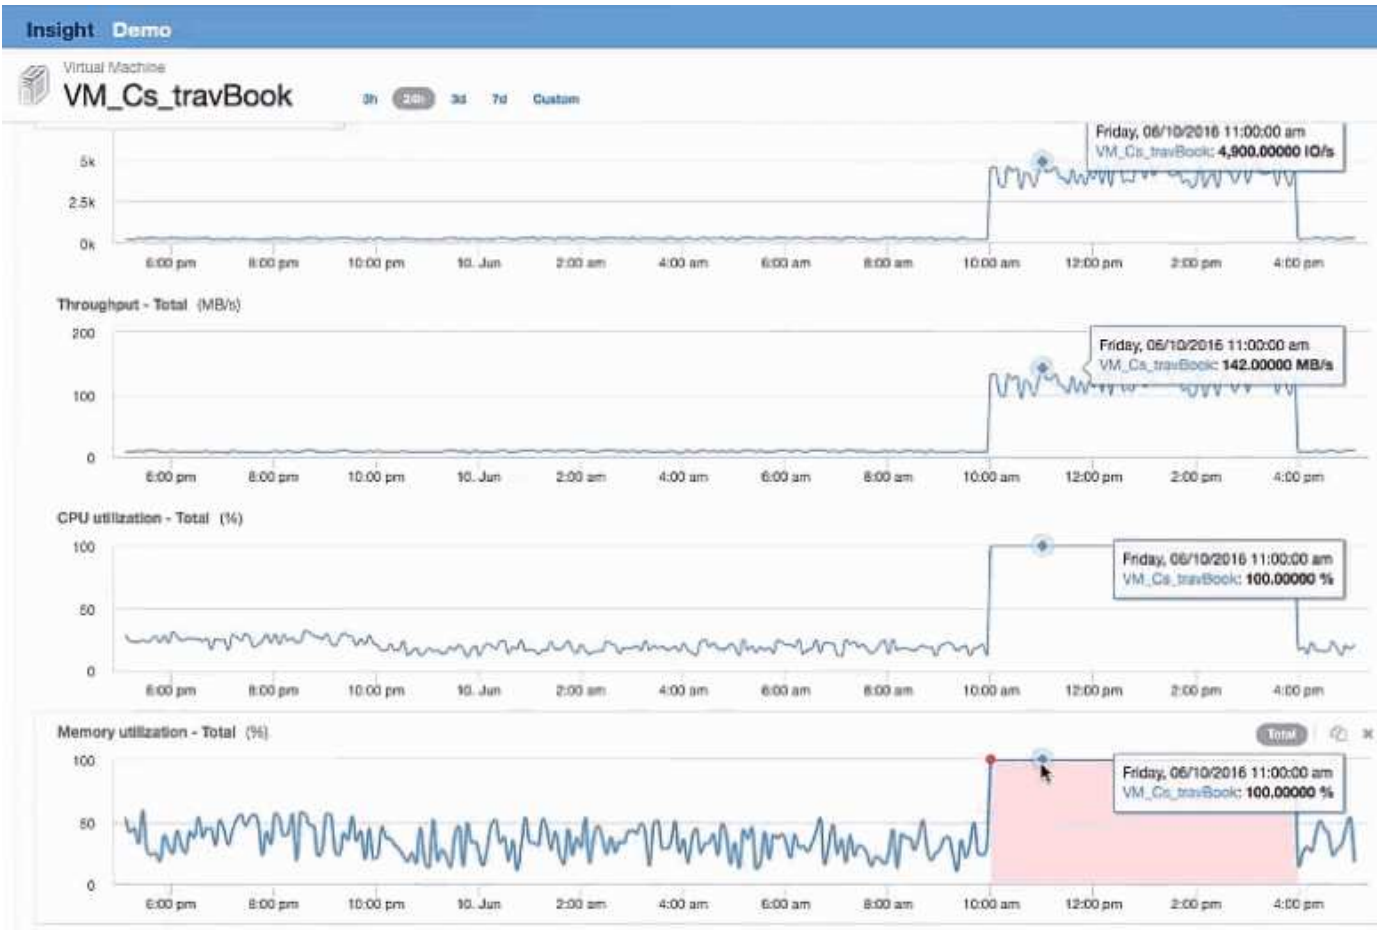 Insight Demo
Virtual Machine
VM_Cs_travBook
3h 24h 3d 7d Custom
Friday, 06/10/2016 11:00:00 am
VM_Cs_travBook: 4,900.00000 IO/s
5k
2.5k
0k
6:00 pm 8:00 pm 10:00 pm 10. Jun 2:00 am 4:00 am 6:00 am 8:00 am 10:00 am 12:00 pm 2:00 pm 4:00 pm
Throughput - Total (MB/s)
200
Friday, 06/10/2016 11:00:00 am
VM_Cs_travBook: 142.00000 MB/s
100
0
6:00 pm 8:00 pm 10:00 pm 10. Jun 2:00 am 4:00 am 6:00 am 8:00 am 10:00 am 12:00 pm 2:00 pm 4:00 pm
CPU utilization - Total (%)
100
Friday, 06/10/2016 11:00:00 am
VM_Cs_travBook: 100.00000 %
50
0
6:00 pm 8:00 pm 10:00 pm 10. Jun 2:00 am 4:00 am 6:00 am 8:00 am 10:00 am 12:00 pm 2:00 pm 4:00 pm
Memory utilization - Total (%)
Total
100
Friday, 06/10/2016 11:00:00 am
VM_Cs_travBook: 100.00000 %
50
0
6:00 pm 8:00 pm 10:00 pm 10. Jun 2:00 am 4:00 am 6:00 am 8:00 am 10:00 am 12:00 pm 2:00 pm 4:00 pm